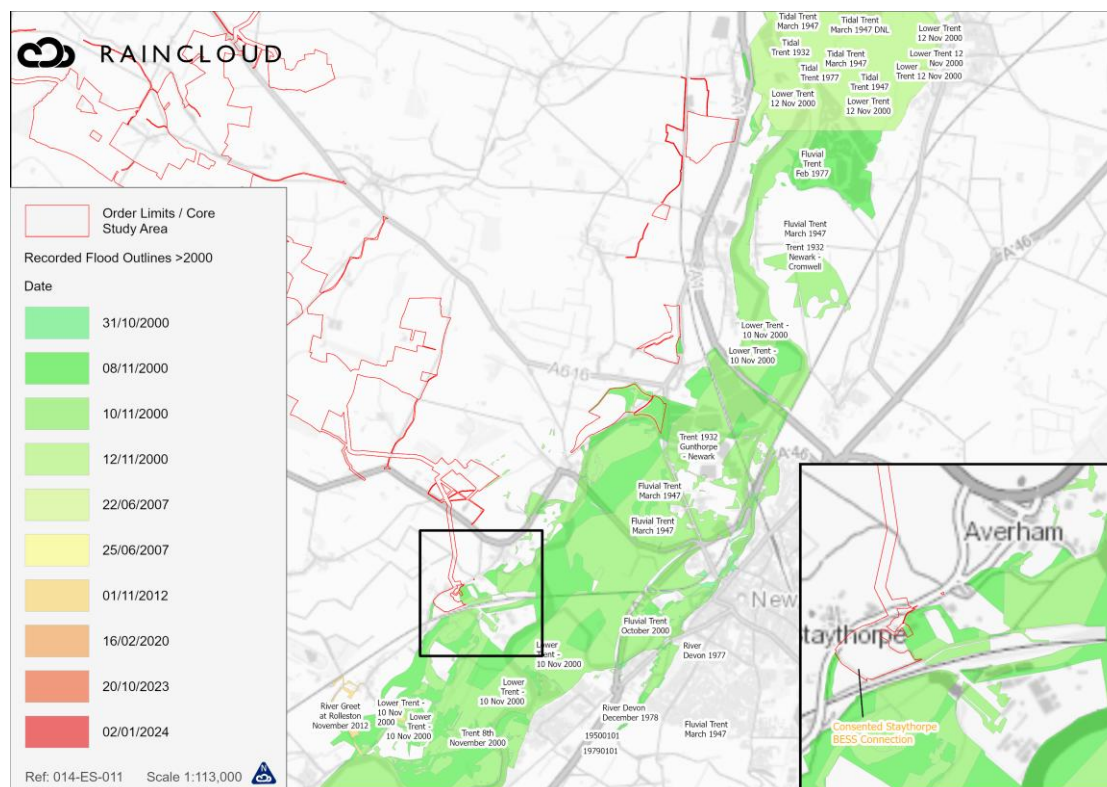 RAINCLOUD
Order Limits / Core
Study Area
Recorded Flood Outlines >2000
Date
31/10/2000
08/11/2000
10/11/2000
12/11/2000
22/06/2007
25/06/2007
01/11/2012
16/02/2020
20/10/2023
02/01/2024
Ref: 014-ES-011 Scale 1:113,000
N
Tidal Trent
March 1947
Tidal Trent
March 1947 DNL
Lower Trent
12 Nov 2000
Tidal
Trent 1932
Tidal Trent
March 1947
Lower Trent 12
Nov 2000
Tidal
Trent 1977
Tidal
Trent 1947
Lower
Trent 12 Nov 2000
Lower Trent
12 Nov 2000
Lower Trent
12 Nov 2000
A1
Fluvial
Trent
Feb 1977
Fluvial Trent
March 1947
Trent 1932
Newark -
Cromwell
A46
A1
Lower Trent -
10 Nov 2000
Lower Trent -
10 Nov 2000
A616
Trent 1932
Gunthorpe
- Newark
A46
Fluvial Trent
March 1947
Fluvial Trent
March 1947
New
Fluvial Trent
October 2000
Lower
Trent -
10 Nov 2000
River
Devon 1977
Lower
Trent -
10 Nov 2000
River Greet
at Rolleston
November 2012
Lower Trent -
10 Nov
2000
Lower
Trent -
10 Nov 2000
Trent 8th
November 2000
River Devon
December 1978
19500101
19790101
Fluvial Trent
March 1947
Averham
Staythorpe
Consented Staythorpe
BESS Connection